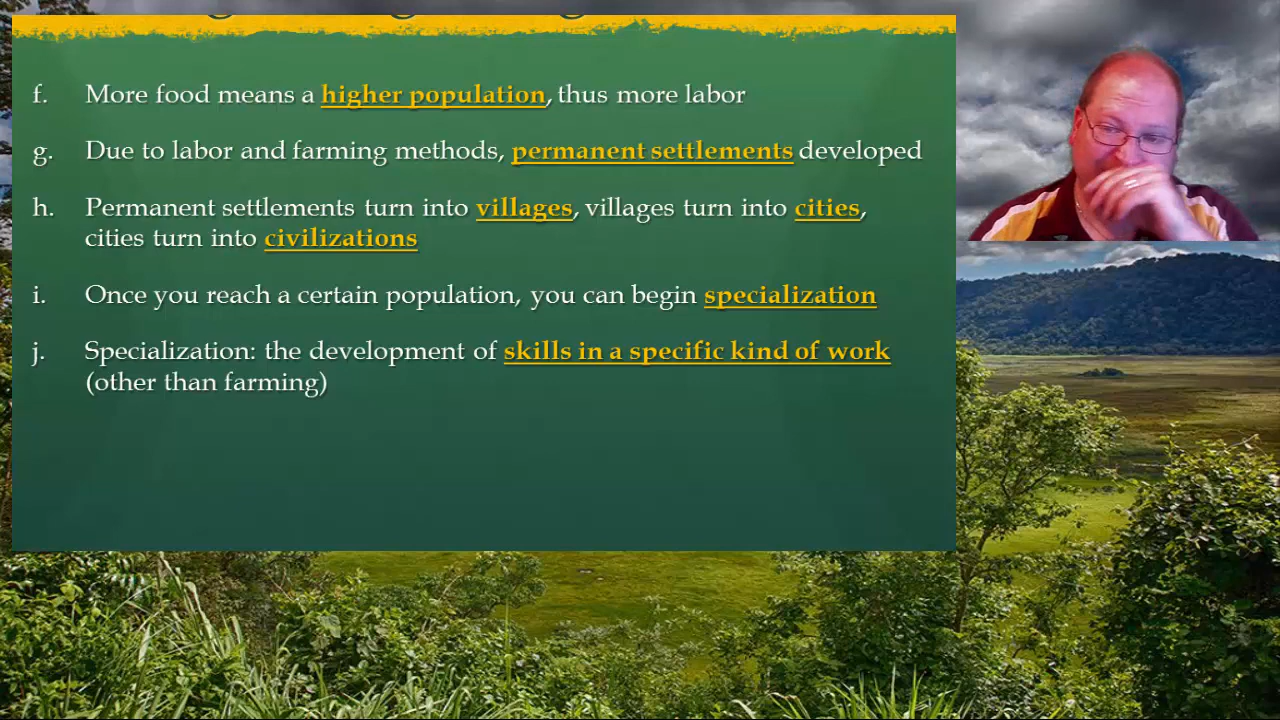 f. More food means a higher population, thus more labor
g. Due to labor and farming methods, permanent settlements developed
h. Permanent settlements turn into villages, villages turn into cities,
cities turn into civilizations
i. Once you reach a certain population, you can begin specialization
j. Specialization: the development of skills in a specific kind of work
(other than farming)